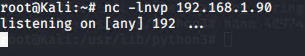 root@Kali:~# nc -lnvp 192.168.1.90
listening on [any] 192 ...